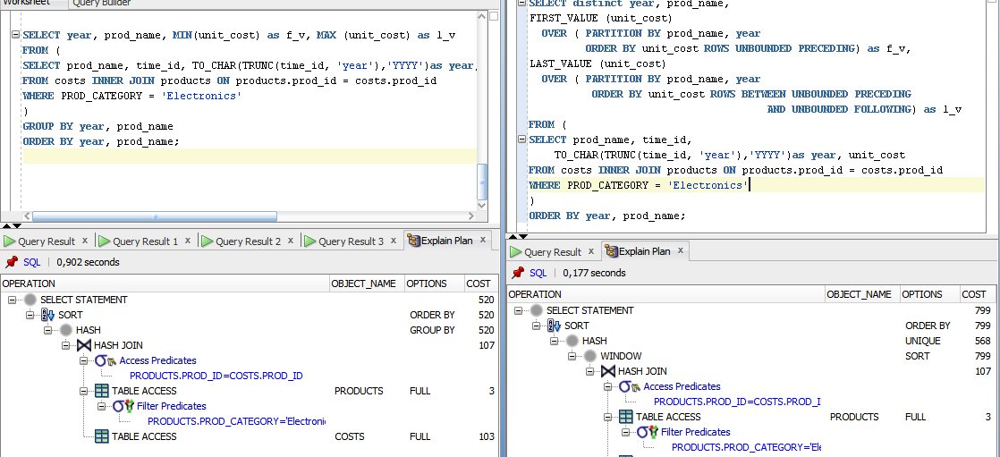 Worksheet Query Builder
SELECT year, prod_name, MIN(unit_cost) as f_v, MAX (unit_cost) as l_v
FROM (
SELECT prod_name, time_id, TO_CHAR(TRUNC(time_id, 'year'),'YYYY')as year,
FROM costs INNER JOIN products ON products.prod_id = costs.prod_id
WHERE PROD_CATEGORY = 'Electronics'
)
GROUP BY year, prod_name
ORDER BY year, prod_name;
Query Result x Query Result 1 x Query Result 2 x Query Result 3 x Explain Plan x
SQL | 0,902 seconds
OPERATION OBJECT_NAME OPTIONS COST
SELECT STATEMENT 520
SORT ORDER BY 520
HASH GROUP BY 520
HASH JOIN 107
Access Predicates
PRODUCTS.PROD_ID=COSTS.PROD_ID
TABLE ACCESS PRODUCTS FULL 3
Filter Predicates
PRODUCTS.PROD_CATEGORY='Electroni
TABLE ACCESS COSTS FULL 103
SELECT distinct year, prod_name,
FIRST_VALUE (unit_cost)
OVER ( PARTITION BY prod_name, year
ORDER BY unit_cost ROWS UNBOUNDED PRECEDING) as f_v,
LAST_VALUE (unit_cost)
OVER ( PARTITION BY prod_name, year
ORDER BY unit_cost ROWS BETWEEN UNBOUNDED PRECEDING
AND UNBOUNDED FOLLOWING) as l_v
FROM (
SELECT prod_name, time_id,
TO_CHAR(TRUNC(time_id, 'year'),'YYYY')as year, unit_cost
FROM costs INNER JOIN products ON products.prod_id = costs.prod_id
WHERE PROD_CATEGORY = 'Electronics'
)
ORDER BY year, prod_name;
Query Result x Explain Plan x
SQL | 0,177 seconds
OPERATION OBJECT_NAME OPTIONS COST
SELECT STATEMENT 799
SORT ORDER BY 799
HASH UNIQUE 568
WINDOW SORT 799
HASH JOIN 107
Access Predicates
PRODUCTS.PROD_ID=COSTS.PROD_I
TABLE ACCESS PRODUCTS FULL 3
Filter Predicates
PRODUCTS.PROD_CATEGORY='Ele